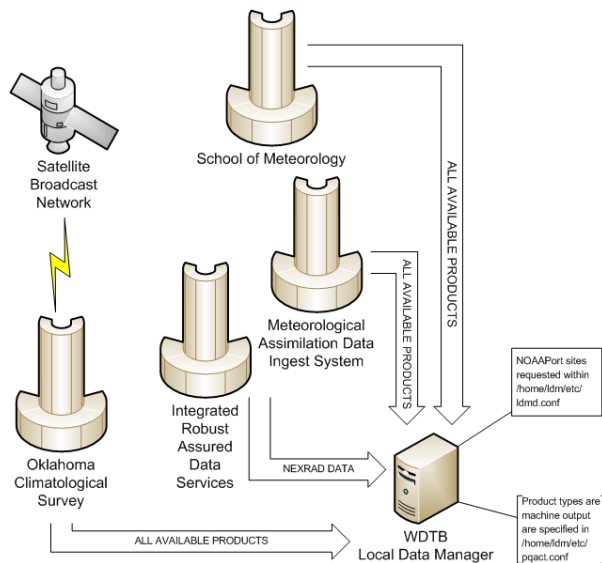 School of Meteorology
Satellite
Broadcast
Network
ALL AVAILABLE PRODUCTS
ALL AVAILABLE PRODUCTS
Meteorological
Assimilation Data
Ingest System
NOAAPort sites
requested within
/home/ldm/etc/
ldmd.conf
Integrated
Robust
Assured
Data
Services
Oklahoma
Climatological
Survey
NEXRAD DATA
WDTB
Local Data Manager
Product types are
machine output
are specified in
/home/ldm/etc/
pqact.conf
ALL AVAILABLE PRODUCTS